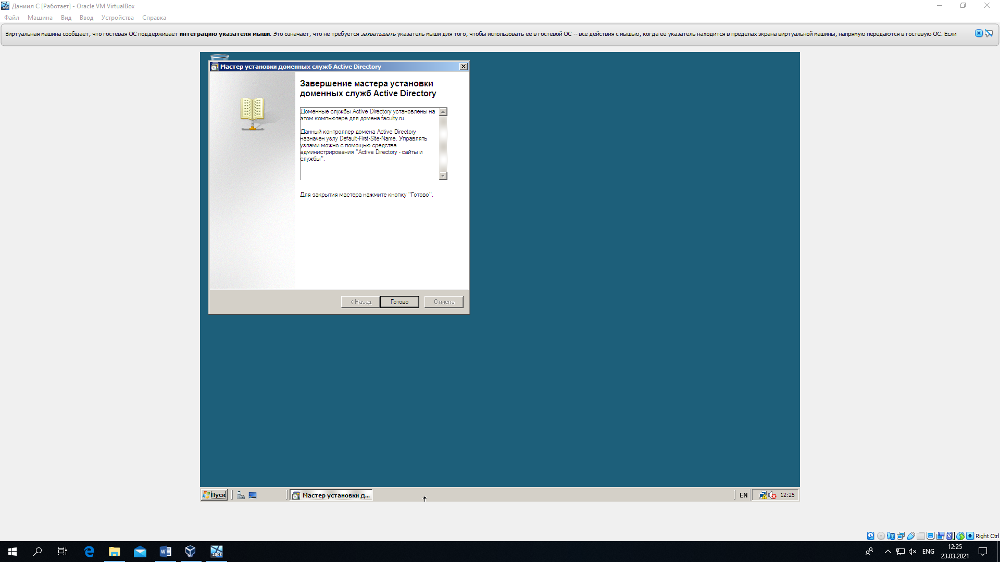 Даниил С [Работает] - Oracle VM VirtualBox
Файл Машина Вид Ввод Устройства Справка
Виртуальная машина сообщает, что гостевая ОС поддерживает интеграцию указателя мыши. Это означает, что не требуется захватывать указатель мыши для того, чтобы использовать её в гостевой ОС -- все действия с мышью, когда её указатель находится в пределах экрана виртуальной машины, напрямую передаются в гостевую ОС. Если
Мастер установки доменных служб Active Directory
Завершение мастера установки
доменных служб Active Directory
Доменные службы Active Directory установлены на
этом компьютере для домена faculty.ru.
Данный контроллер домена Active Directory
назначен узлу Default-First-Site-Name. Управлять
узлами можно с помощью средства
администрирования "Active Directory - сайты и
службы".
Для закрытия мастера нажмите кнопку "Готово".
< Назад Готово Отмена
Пуск Мастер установки д... EN 12:25
Right Ctrl
2008 ENG 12:25
23.03.2021